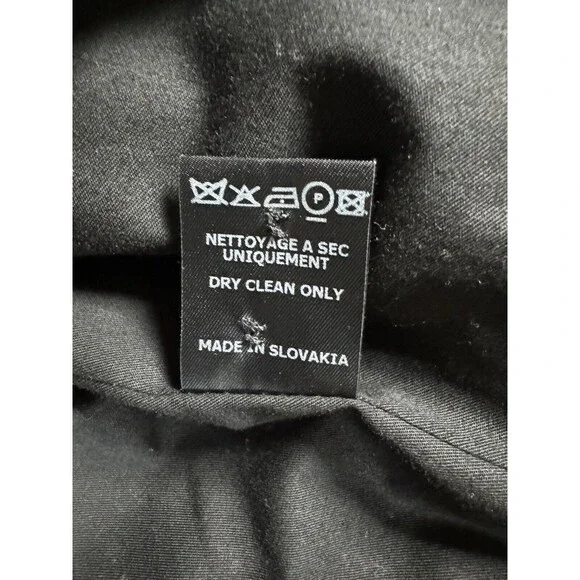 P
NETTOYAGE A SEC
UNIQUEMENT
DRY CLEAN ONLY
MADE IN SLOVAKIA